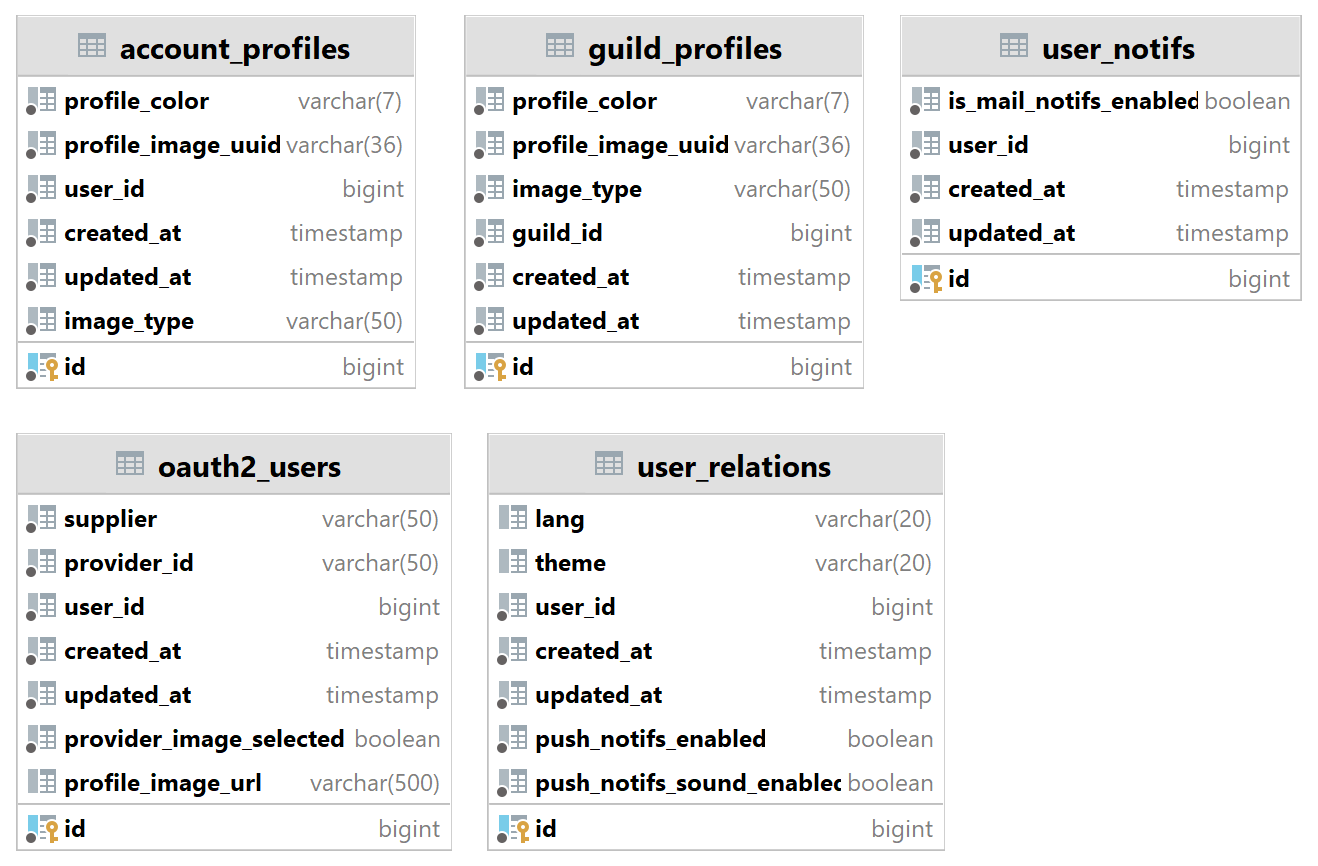 account_profiles
profile_color varchar(7)
profile_image_uuid varchar(36)
user_id bigint
created_at timestamp
updated_at timestamp
image_type varchar(50)
id bigint
guild_profiles
profile_color varchar(7)
profile_image_uuid varchar(36)
image_type varchar(50)
guild_id bigint
created_at timestamp
updated_at timestamp
id bigint
user_notifs
is_mail_notifs_enabled boolean
user_id bigint
created_at timestamp
updated_at timestamp
id bigint
oauth2_users
supplier varchar(50)
provider_id varchar(50)
user_id bigint
created_at timestamp
updated_at timestamp
provider_image_selected boolean
profile_image_url varchar(500)
id bigint
user_relations
lang varchar(20)
theme varchar(20)
user_id bigint
created_at timestamp
updated_at timestamp
push_notifs_enabled boolean
push_notifs_sound_enabled boolean
id bigint